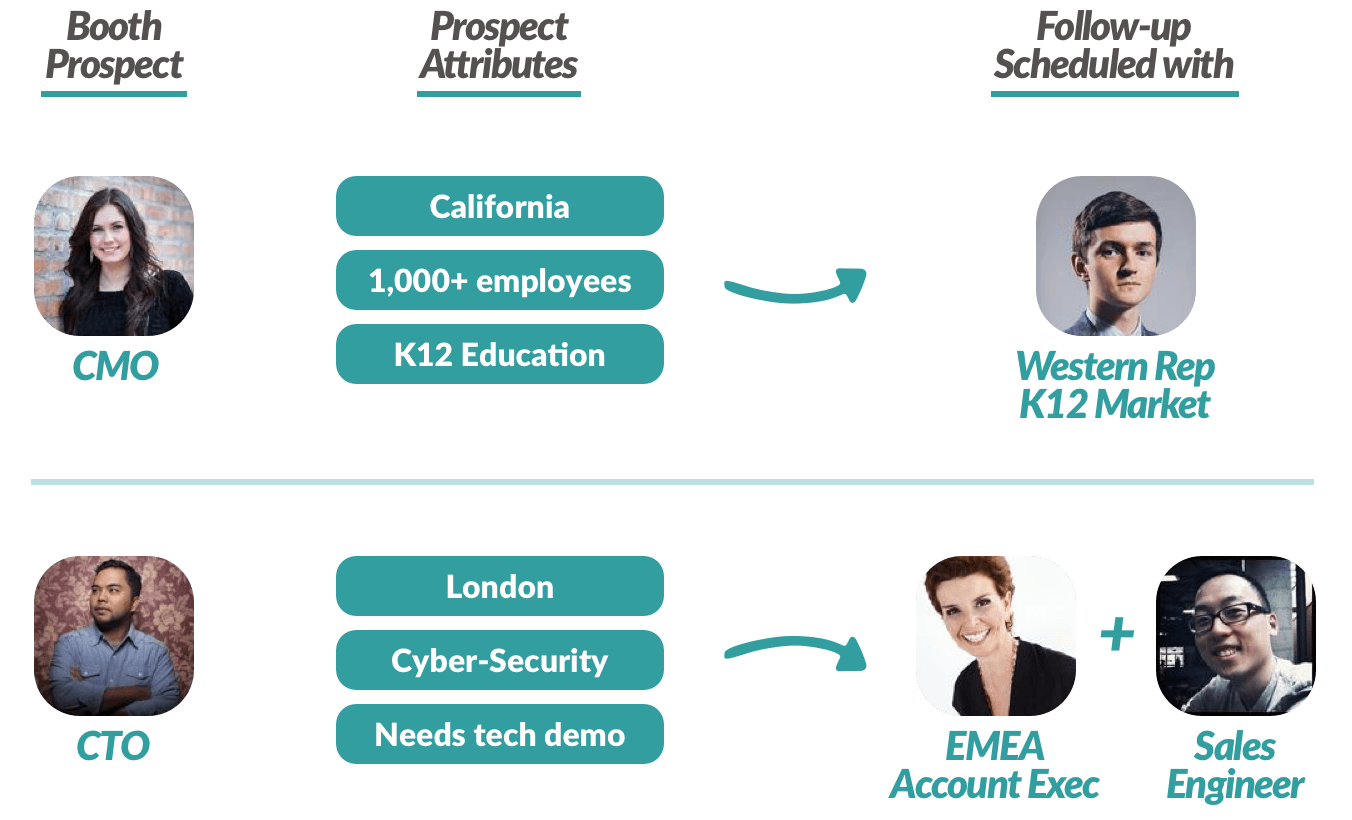 Booth
Prospect
Prospect
Attributes
Follow-up
Scheduled with
California
1,000+ employees
K12 Education
CMO
Western Rep
K12 Market
London
Cyber-Security
Needs tech demo
+
CTO
EMEA
Account Exec
Sales
Engineer